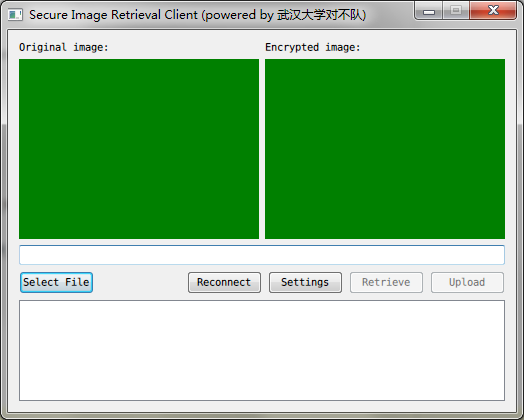 Secure Image Retrieval Client (powered by 武汉大学对不队)
Original image: Encrypted image:
Select File Reconnect Settings Retrieve Upload